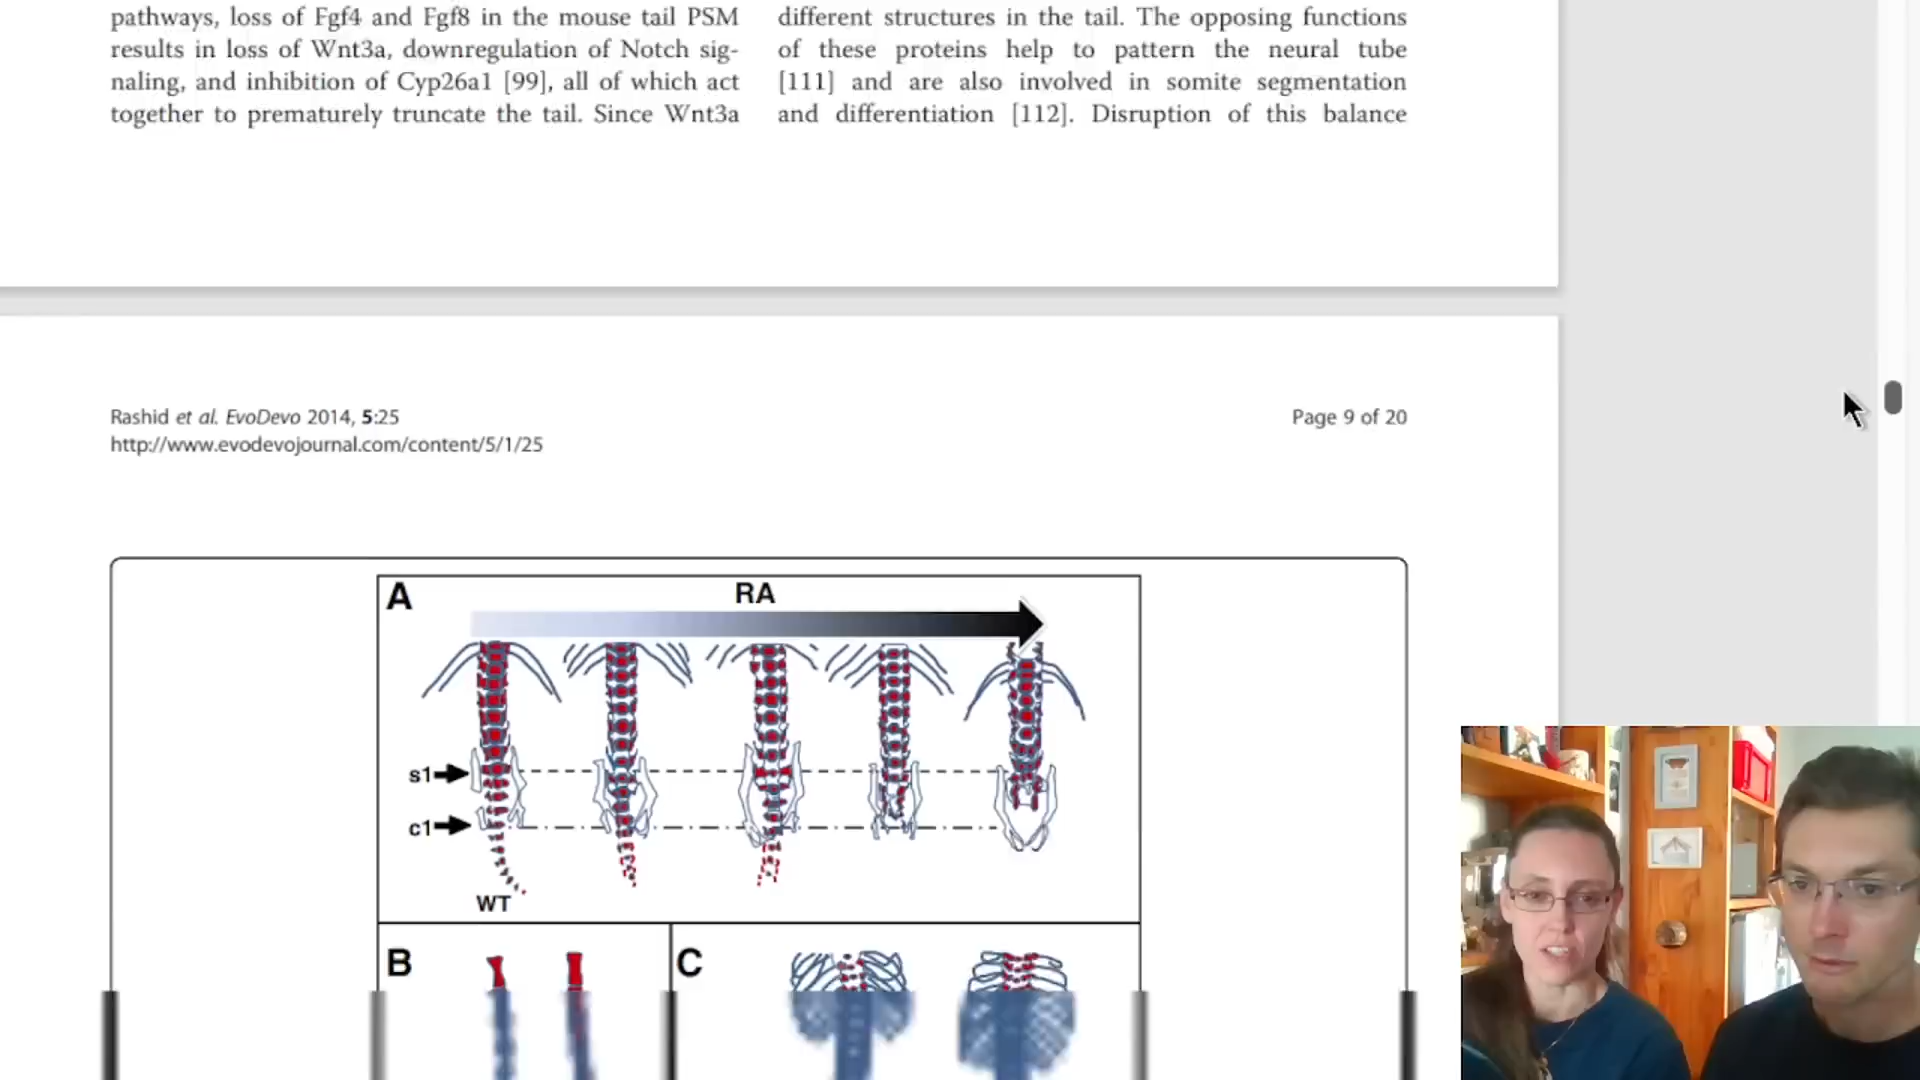 pathways, loss of Fgf4 and Fgf8 in the mouse tail PSM
results in loss of Wnt3a, downregulation of Notch sig-
naling, and inhibition of Cyp26a1 [99], all of which act
together to prematurely truncate the tail. Since Wnt3a
different structures in the tail. The opposing functions
of these proteins help to pattern the neural tube
[111] and are also involved in somite segmentation
and differentiation [112]. Disruption of this balance
Rashid et al. EvoDevo 2014, 5:25
Page 9 of 20
http://www.evodevojournal.com/content/5/1/25
A
RA
s1
c1
WT
B
C